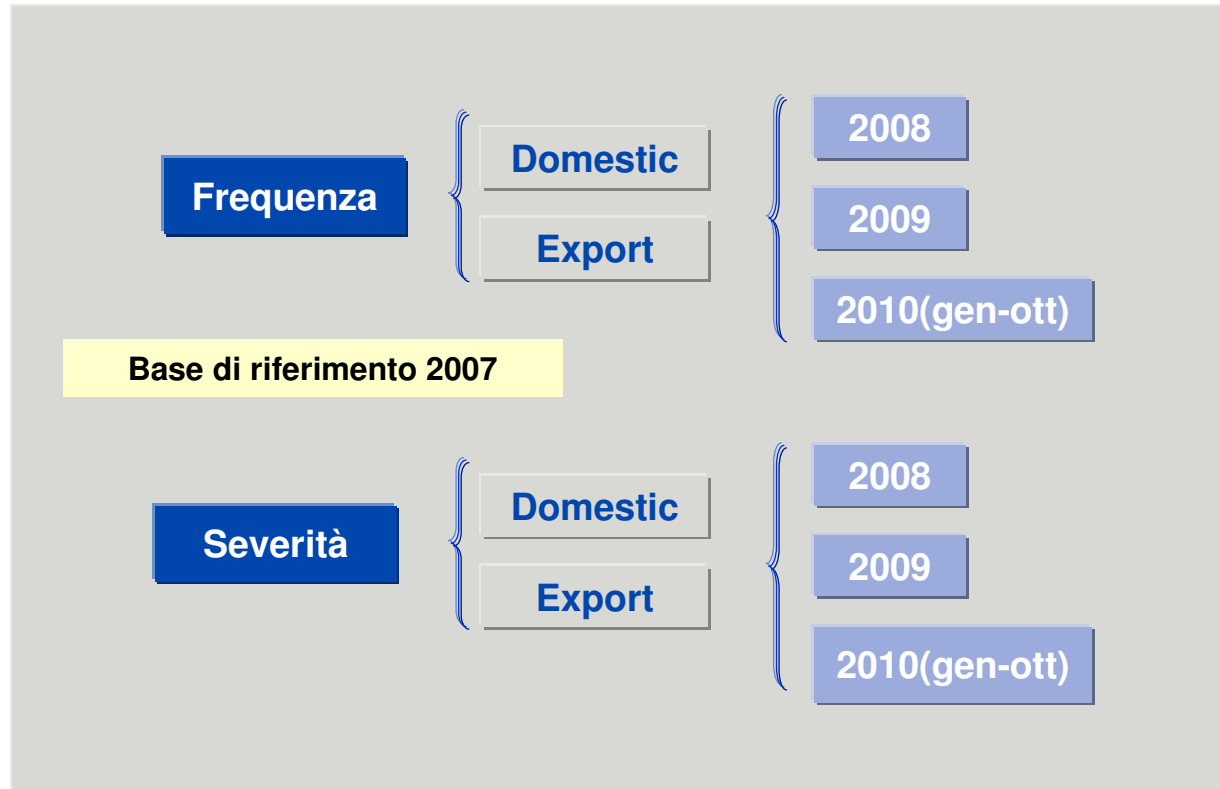 Frequenza
Domestic
Export
2008
2009
2010(gen-ott)
Base di riferimento 2007
Severità
Domestic
Export
2008
2009
2010(gen-ott)